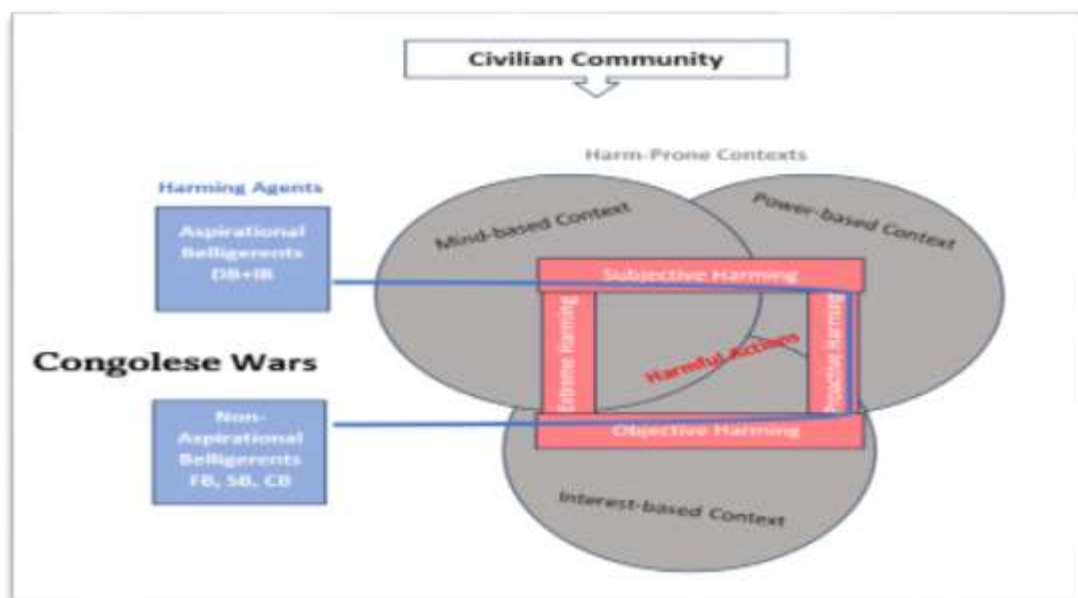 Civilian Community
Harm-Prone Contexts
Harming Agents
Aspirational
Belligerents
DB+IB
Mind-based Context
Power-based Context
Subjective Harming
Extreme Harming
Harmful Actions
Proactive Harming
Congolese Wars
Non-
Aspirational
Belligerents
FB, SB, CB
Objective Harming
Interest-based Context